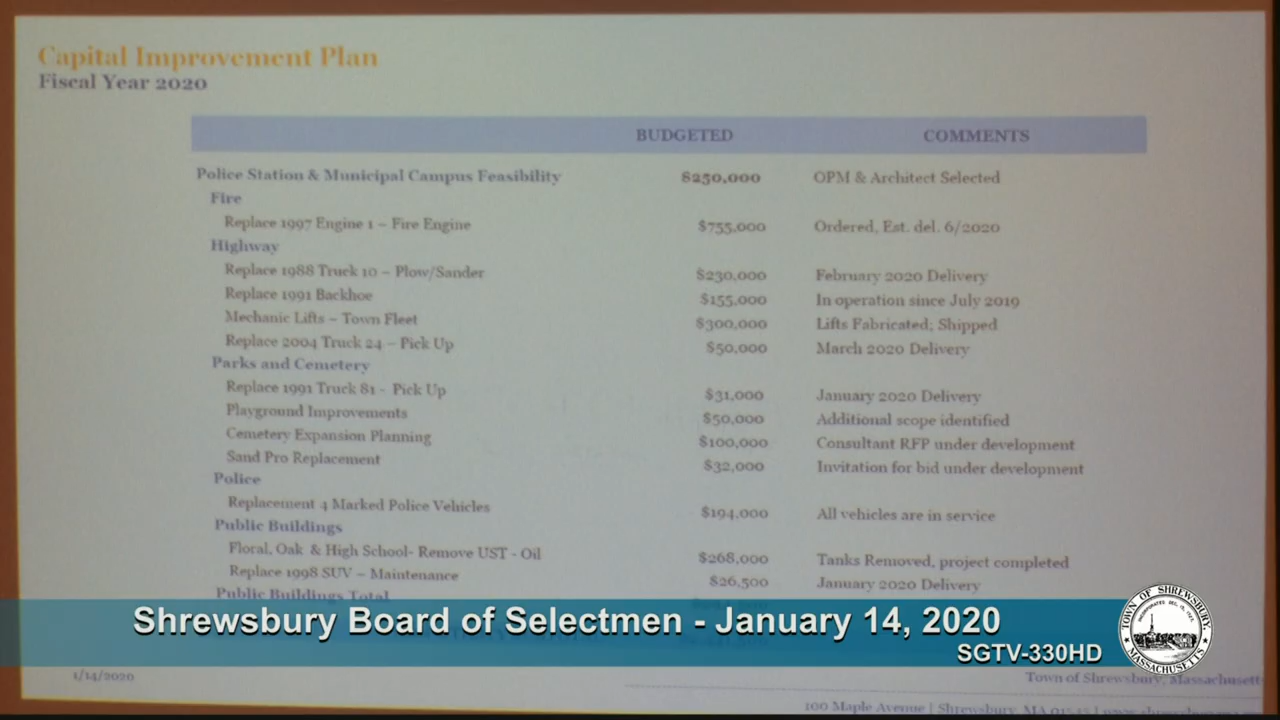 Capital Improvement Plan
Fiscal Year 2020
BUDGETED COMMENTS
Police Station & Municipal Campus Feasibility $250,000 OPM & Architect Selected
Fire
Replace 1997 Engine 1 – Fire Engine $755,000 Ordered, Est. del. 6/2020
Highway
Replace 1988 Truck 10 – Plow/Sander $230,000 February 2020 Delivery
Replace 1991 Backhoe $155,000 In operation since July 2019
Mechanic Lifts – Town Fleet $300,000 Lifts Fabricated; Shipped
Replace 2004 Truck 24 – Pick Up $50,000 March 2020 Delivery
Parks and Cemetery
Replace 1991 Truck 81 - Pick Up $31,000 January 2020 Delivery
Playground Improvements $50,000 Additional scope identified
Cemetery Expansion Planning $100,000 Consultant RFP under development
Sand Pro Replacement $32,000 Invitation for bid under development
Police
Replacement 4 Marked Police Vehicles $194,000 All vehicles are in service
Public Buildings
Floral, Oak & High School- Remove UST - Oil $268,000 Tanks Removed, project completed
Replace 1998 SUV – Maintenance $26,500 January 2020 Delivery
Public Buildings Total
Shrewsbury Board of Selectmen - January 14, 2020
SGTV-330HD
TOWN OF SHREWSBURY,
MASSACHUSETTS
1/14/2020
Town of Shrewsbury, Massachusett
100 Maple Avenue | Shrewsbury, MA